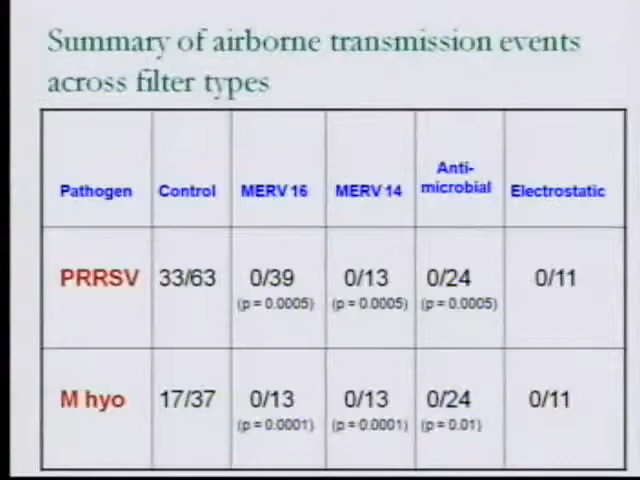 Summary of airborne transmission events
across filter types
Pathogen Control MERV 16 MERV 14 Anti-microbial Electrostatic
PRRSV 33/63 0/39 0/13 0/24 0/11
(p = 0.0005) (p = 0.0005) (p = 0.0005)
M hyo 17/37 0/13 0/13 0/24 0/11
(p = 0.0001) (p = 0.0001) (p = 0.01)